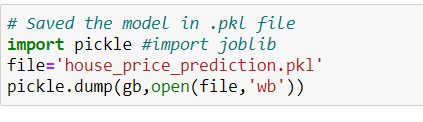 # Saved the model in .pkl file
import pickle #import joblib
file='house_price_prediction.pkl'
pickle.dump(gb,open(file,'wb'))